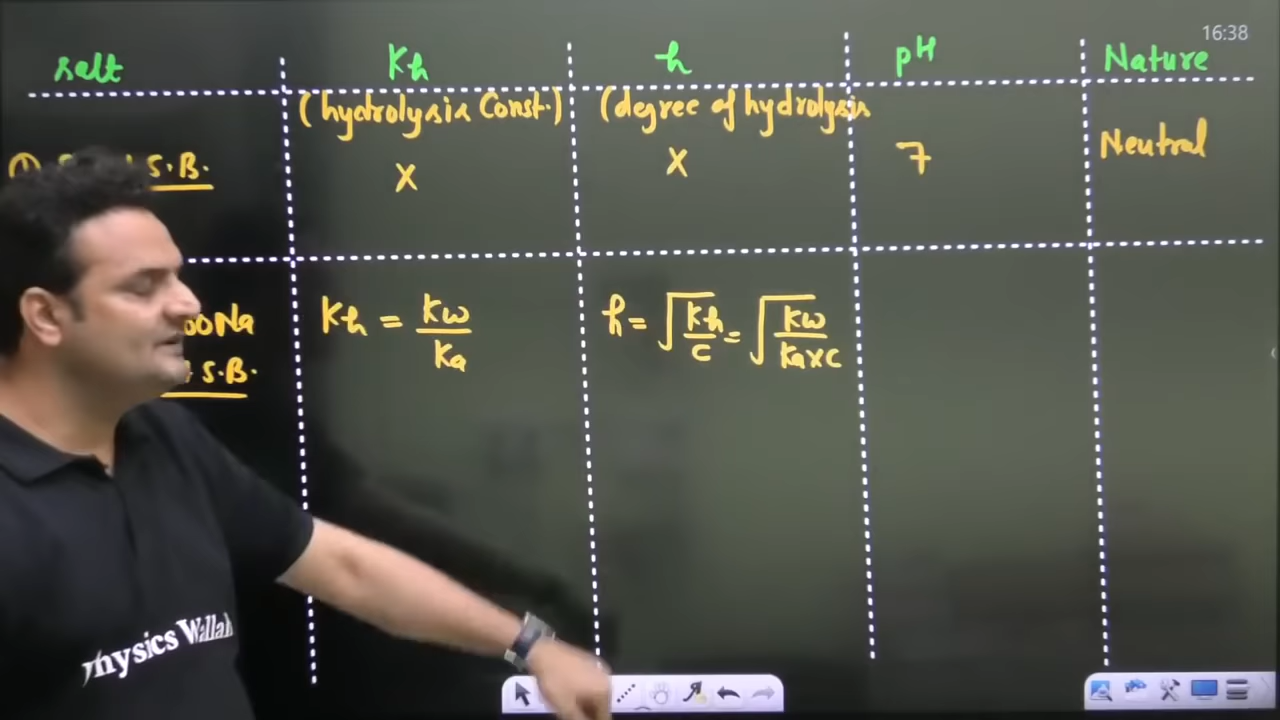 16:38
salt Kh h pH Nature
(hydrolysis Const.) (degree of hydrolysis
① S.B. X X 7 Neutral
ooNa Kh = Kw/Ka h = √Kh/c = √Kw/Ka×c
S.B.
Physics Wallah